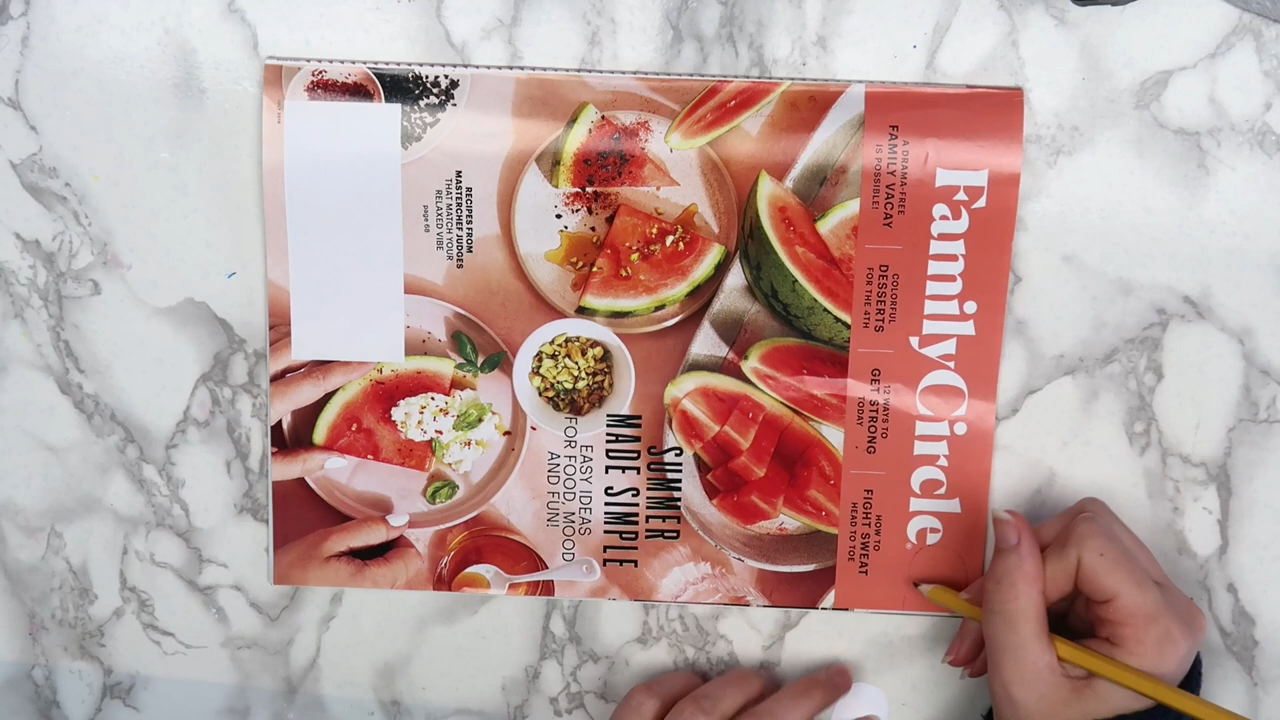 FamilyCircle
A DRAMA-FREE
FAMILY VACAY
IS POSSIBLE!
COLORFUL
DESSERTS
FOR THE 4TH
12 WAYS TO
GET STRONG
TODAY
HOW TO
FIGHT SWEAT
HEAD TO TOE
SUMMER
MADE SIMPLE
EASY IDEAS
FOR FOOD, MOOD
AND FUN!
RECIPES FROM
MASTERCHEF JUDGES
THAT MATCH YOUR
RELAXED VIBE
page 68